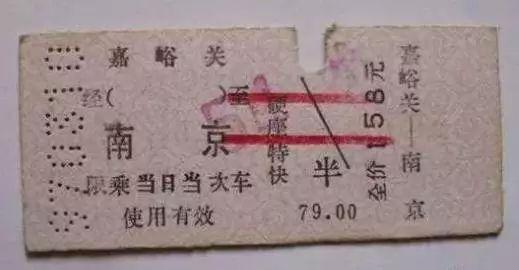 嘉峪关
经(        )至
南京
限乘当日当次车
使用有效
硬座特快
半
79.00
全价158元
嘉峪关—南京